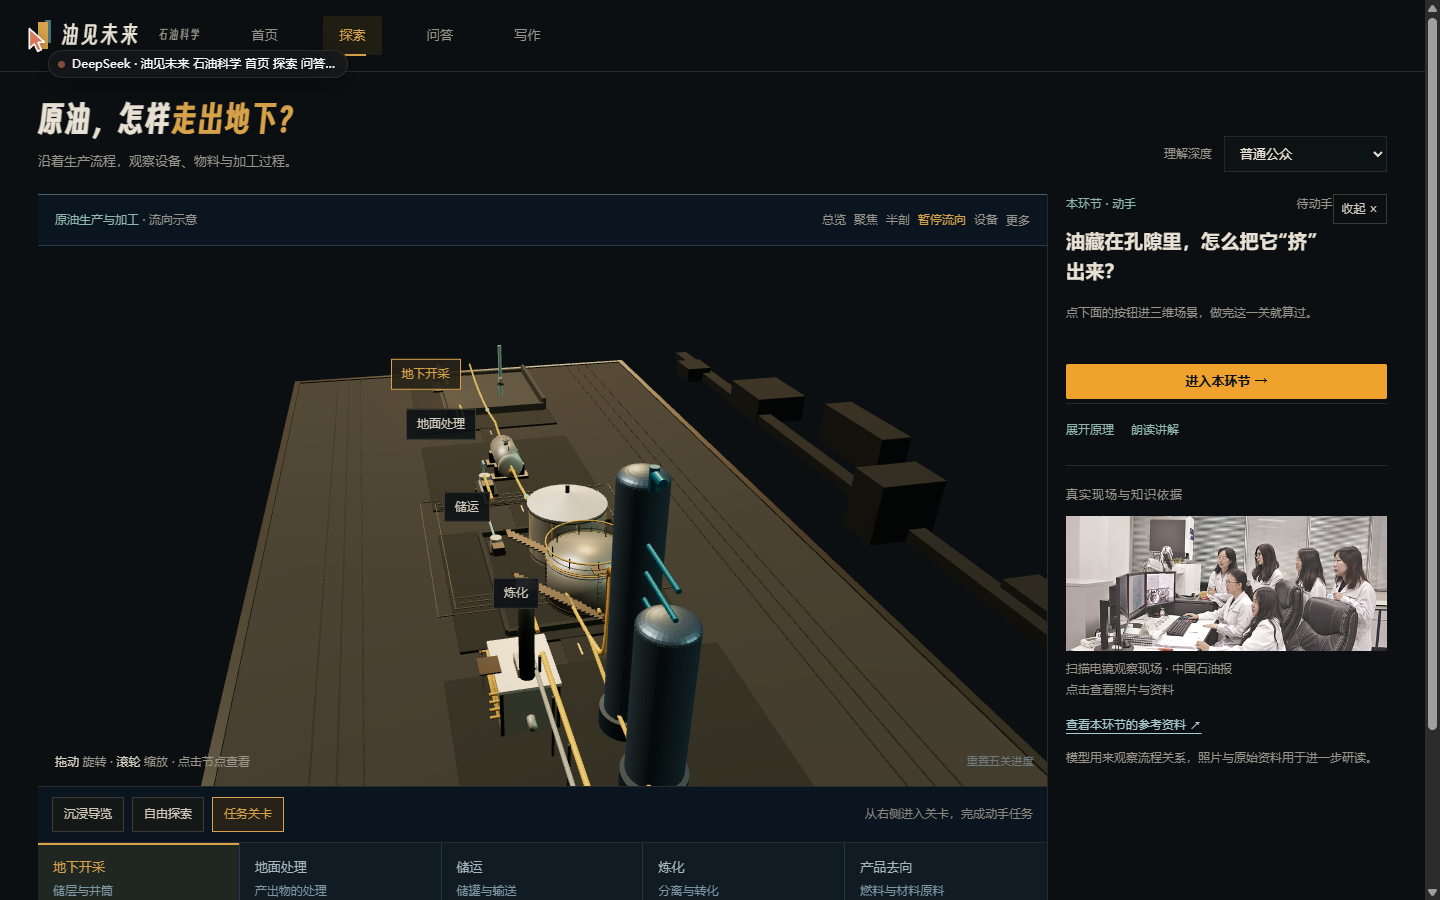 油见未来
石油科学
首页
探索
问答
写作
DeepSeek · 油见未来 石油科学 首页 探索 问答...
原油，怎样走出地下？
沿着生产流程，观察设备、物料与加工过程。
理解深度
普通公众
原油生产与加工 · 流向示意
总览 聚焦 半剖 暂停流向 设备 更多
地下开采
地面处理
储运
炼化
拖动 旋转 · 滚轮 缩放 · 点击节点查看
重置五关进度
沉浸导览
自由探索
任务关卡
从右侧进入关卡，完成动手任务
地下开采
储层与井筒
地面处理
产出物的处理
储运
储罐与输送
炼化
分离与转化
产品去向
燃料与材料原料
本环节 · 动手
待动手
收起 ×
油藏在孔隙里，怎么把它“挤”
出来？
点下面的按钮进三维场景，做完这一关就算过。
进入本环节 →
展开原理
朗读讲解
真实现场与知识依据
扫描电镜观察现场 · 中国石油报
点击查看照片与资料
查看本环节的参考资料 ↗
模型用来观察流程关系，照片与原始资料用于进一步研读。